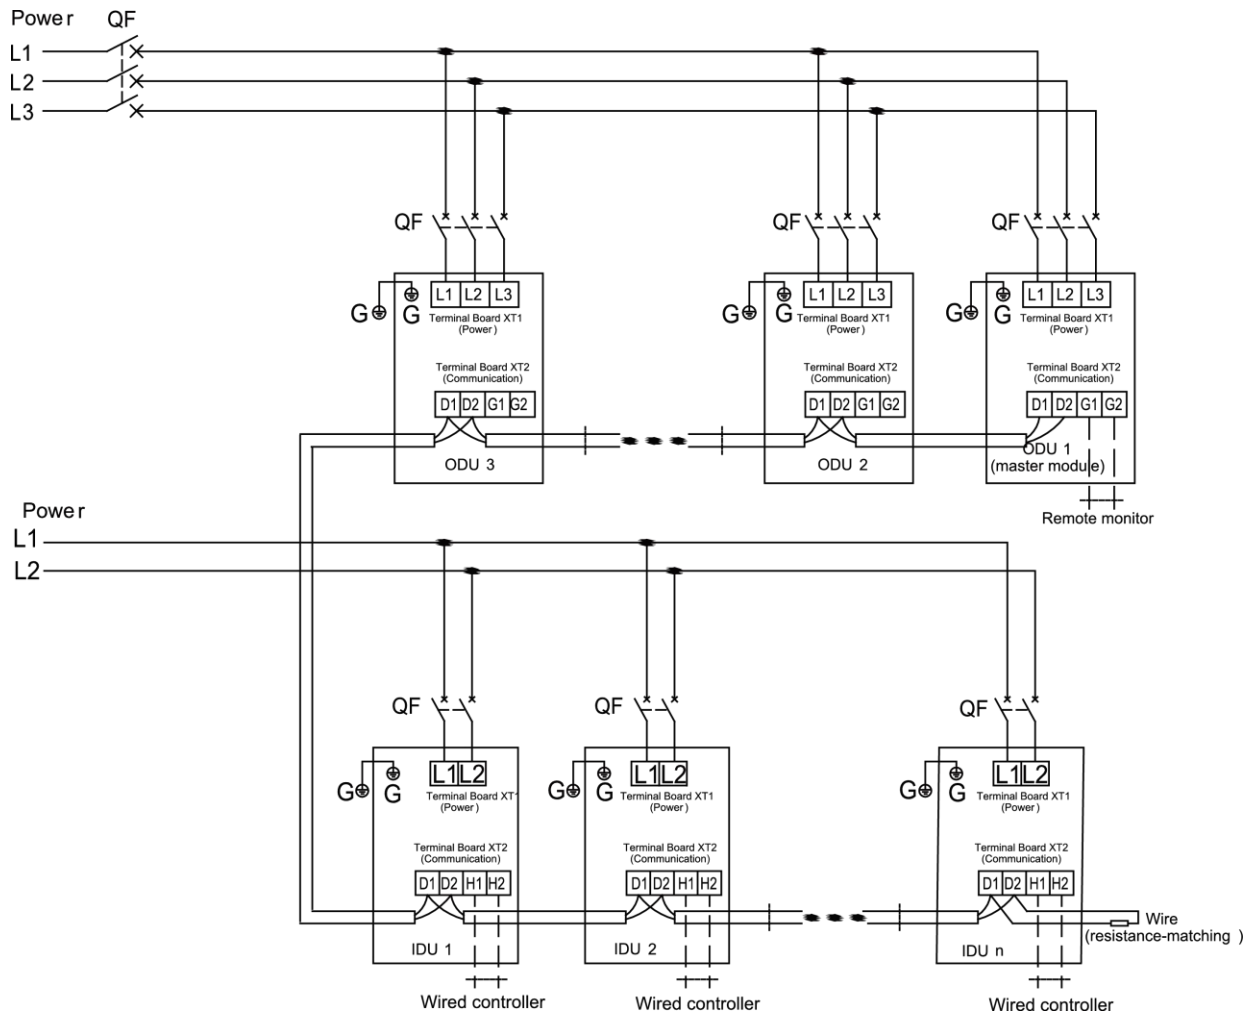 Power QF
L1
L2
L3
QF QF QF
G G L1 L2 L3
Terminal Board XT1
(Power)
Terminal Board XT2
(Communication)
D1 D2 G1 G2
ODU 3
G G L1 L2 L3
Terminal Board XT1
(Power)
Terminal Board XT2
(Communication)
D1 D2 G1 G2
ODU 2
G G L1 L2 L3
Terminal Board XT1
(Power)
Terminal Board XT2
(Communication)
D1 D2 G1 G2
ODU 1
(master module)
Remote monitor
Power
L1
L2
QF QF QF
G G L1 L2
Terminal Board XT1
(Power)
Terminal Board XT2
(Communication)
D1 D2 H1 H2
IDU 1
Wired controller
G G L1 L2
Terminal Board XT1
(Power)
Terminal Board XT2
(Communication)
D1 D2 H1 H2
IDU 2
Wired controller
G G L1 L2
Terminal Board XT1
(Power)
Terminal Board XT2
(Communication)
D1 D2 H1 H2
IDU n
Wire
(resistance-matching )
Wired controller